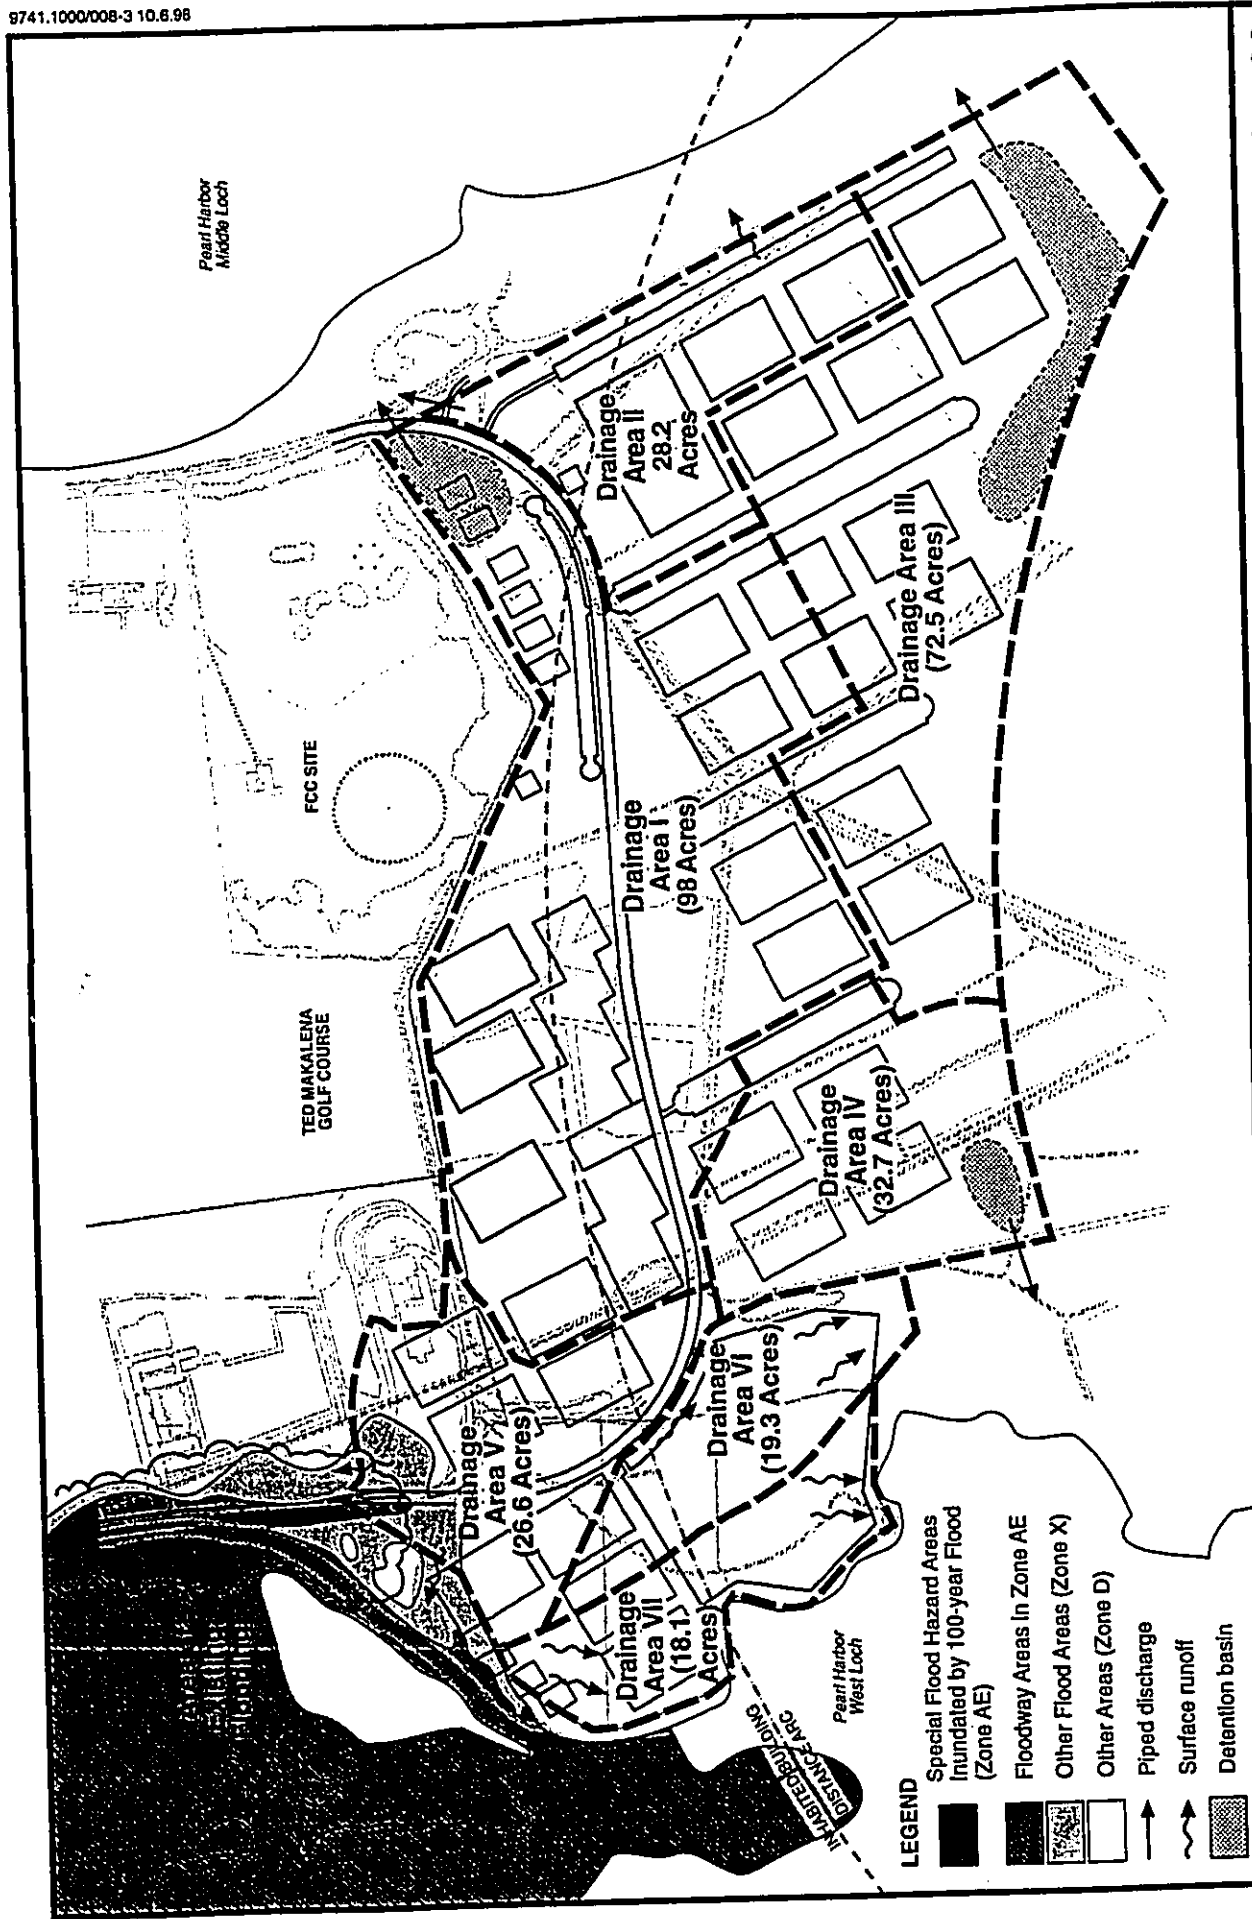 9741.1000/008-3 10.6.98
Pearl Harbor
Middle Loch
FCC SITE
TED MAKALENA
GOLF COURSE
Drainage
Area II
28.2
Acres
Drainage Area III
(72.5 Acres)
Drainage
Area I
(98 Acres)
Drainage
Area IV
(32.7 Acres)
Drainage
Area V
(26.6 Acres)
Drainage
Area VI
(19.3 Acres)
Drainage
Area VII
(18.1
Acres)
Pearl Harbor
West Loch
INHABITED BUILDING
DISTANCE ARC
LEGEND
Special Flood Hazard Areas
Inundated by 100-year Flood
(Zone AE)
Floodway Areas In Zone AE
Other Flood Areas (Zone X)
Other Areas (Zone D)
Piped discharge
Surface runoff
Detention basin